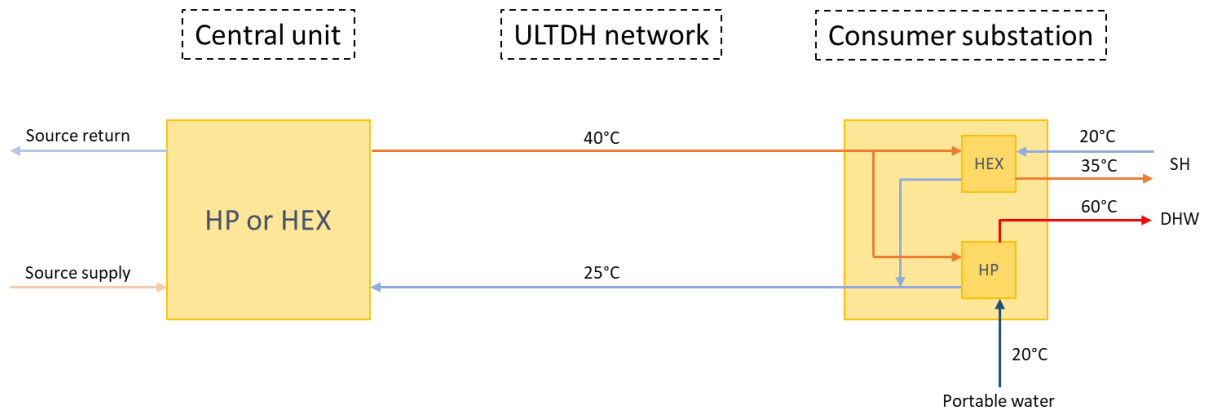 Central unit
ULTDH network
Consumer substation
Source return
40°C
20°C
HEX
SH
35°C
HP or HEX
60°C
DHW
Source supply
25°C
HP
20°C
Portable water